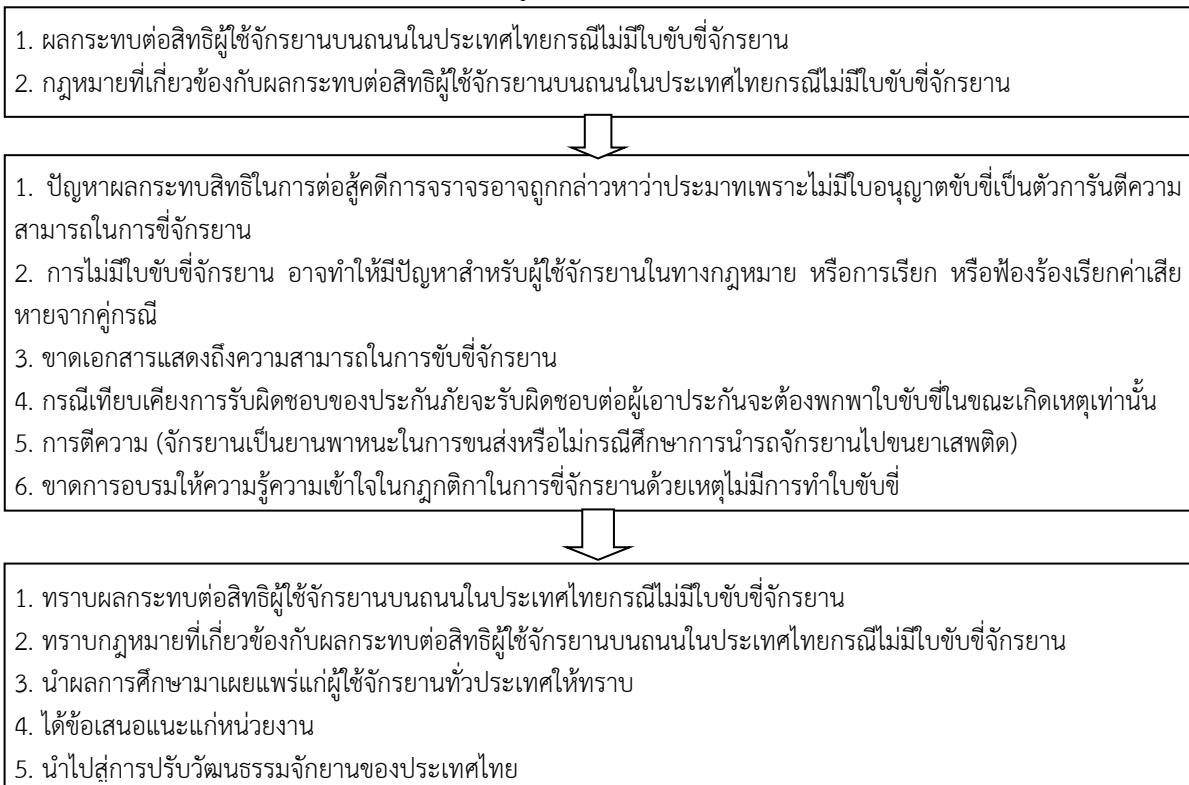 1. ผลกระทบต่อสิทธิผู้ใช้จักรยานบนถนนในประเทศไทยกรณีไม่มีใบขับขี่จักรยาน
2. กฎหมายที่เกี่ยวข้องกับผลกระทบต่อสิทธิผู้ใช้จักรยานบนถนนในประเทศไทยกรณีไม่มีใบขับขี่จักรยาน
1. ปัญหาผลกระทบสิทธิในการต่อสู้คดีการจราจรอาจถูกกล่าวหาว่าประมาทเพราะไม่มีใบอนุญาตขับขี่เป็นตัวการันตีความ
สามารถในการขี่จักรยาน
2. การไม่มีใบขับขี่จักรยาน อาจทำให้มีปัญหาสำหรับผู้ใช้จักรยานในทางกฎหมาย หรือการเรียก หรือฟ้องร้องเรียกค่าเสีย
หายจากคู่กรณี
3. ขาดเอกสารแสดงถึงความสามารถในการขับขี่จักรยาน
4. กรณีเทียบเคียงการรับผิดชอบของประกันภัยจะรับผิดชอบต่อผู้เอาประกันจะต้องพกพาใบขับขี่ในขณะเกิดเหตุเท่านั้น
5. การตีความ (จักรยานเป็นยานพาหนะในการขนส่งหรือไม่กรณีศึกษาการนำรถจักรยานไปขนยาเสพติด)
6. ขาดการอบรมให้ความรู้ความเข้าใจในกฎกติกาในการขี่จักรยานด้วยเหตุไม่มีการทำใบขับขี่
1. ทราบผลกระทบต่อสิทธิผู้ใช้จักรยานบนถนนในประเทศไทยกรณีไม่มีใบขับขี่จักรยาน
2. ทราบกฎหมายที่เกี่ยวข้องกับผลกระทบต่อสิทธิผู้ใช้จักรยานบนถนนในประเทศไทยกรณีไม่มีใบขับขี่จักรยาน
3. นำผลการศึกษามาเผยแพร่แก่ผู้ใช้จักรยานทั่วประเทศให้ทราบ
4. ได้ข้อเสนอแนะแก่หน่วยงาน
5. นำไปสู่การปรับวัฒนธรรมจักยานของประเทศไทย